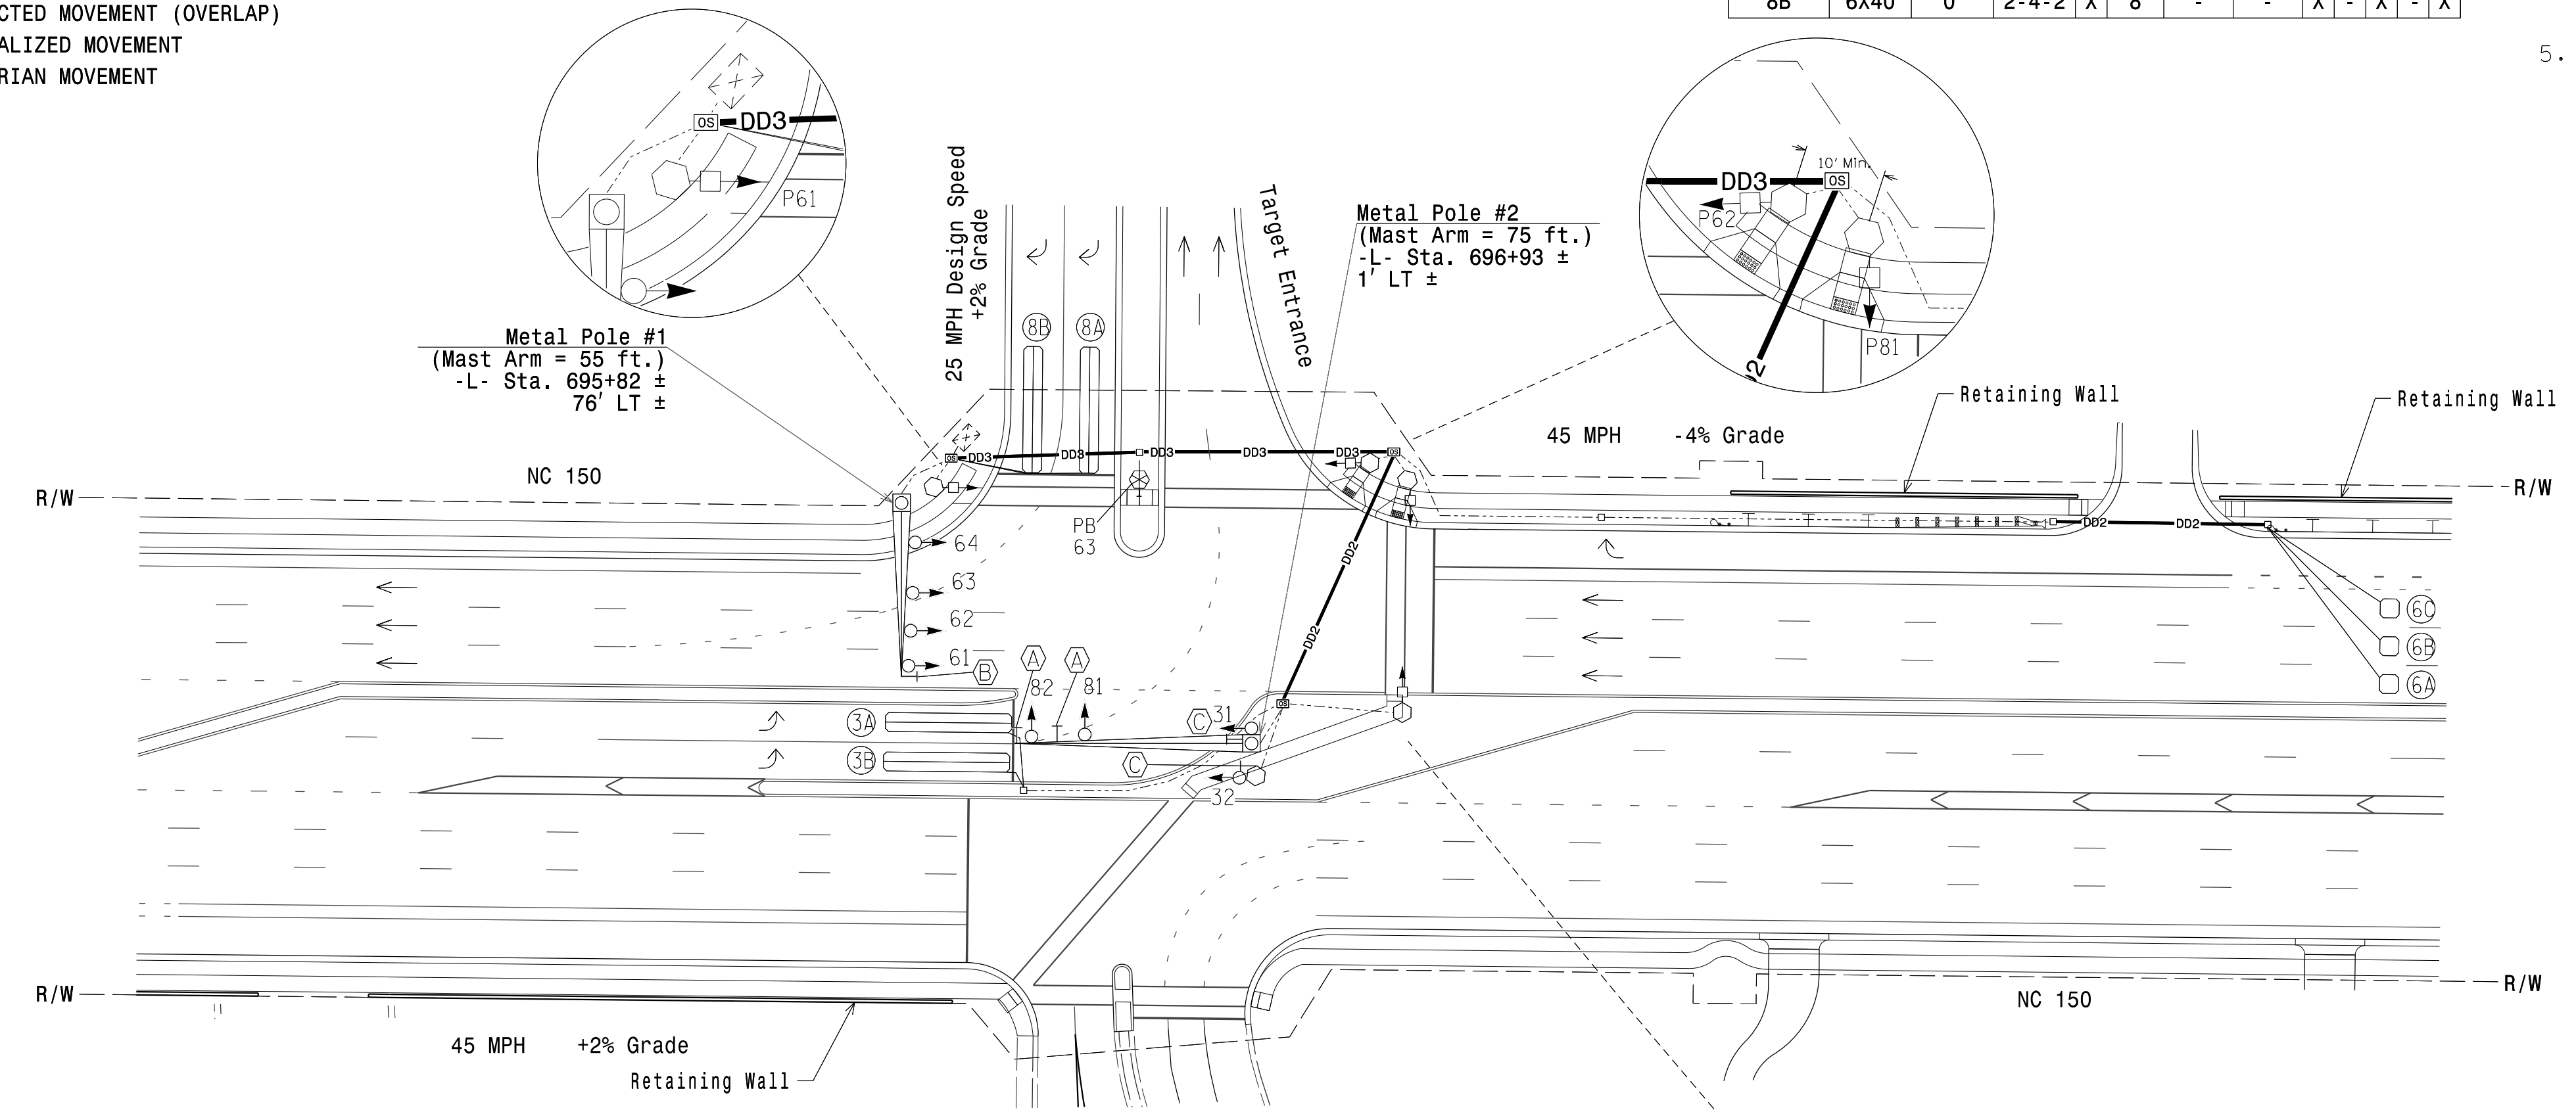 CTED MOVEMENT (OVERLAP)
ALIZED MOVEMENT
RIAN MOVEMENT
8B 6X40 0 2-4-2 X 8 - - X - X - X
5.
OS DD3
P61
DD3 OS
10' Min.
P62
P81
25 MPH Design Speed
+2% Grade
Target Entrance
Metal Pole #2
(Mast Arm = 75 ft.)
-L- Sta. 696+93 ±
1' LT ±
Metal Pole #1
(Mast Arm = 55 ft.)
-L- Sta. 695+82 ±
76' LT ±
8B
8A
Retaining Wall
Retaining Wall
45 MPH -4% Grade
NC 150
OS DD3 DD3 DD3 DD3 DD3 OS
R/W
R/W
PB
63
DD2 DD2
64
63
62
61
DD2
DD2
6C
6B
6A
B
A
A
82
81
OS
3A
3B
C 31
C
32
R/W
R/W
NC 150
45 MPH +2% Grade
Retaining Wall